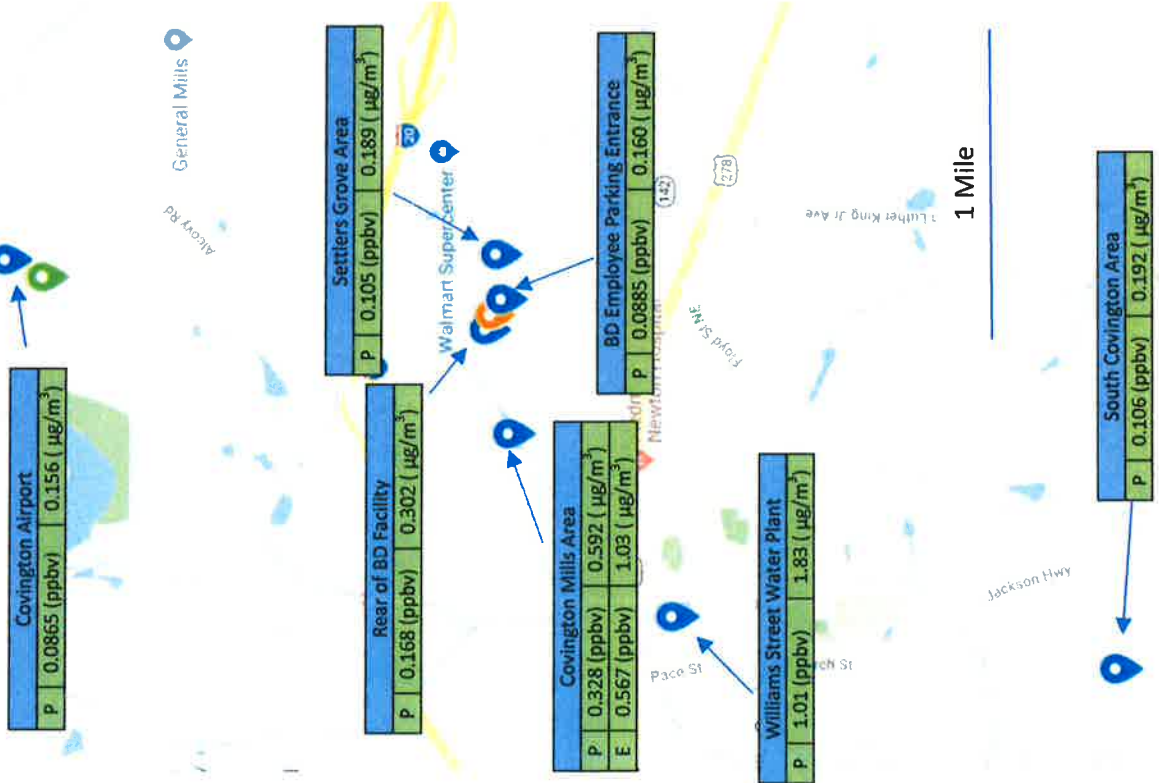 Covington Airport
P 0.0865 (ppbv) 0.156 ( µg/m³)
General Mills
Alcovy Rd
Settlers Grove Area
P 0.105 (ppbv) 0.189 ( µg/m³)
20
Walmart Supercenter
Rear of BD Facility
P 0.168 (ppbv) 0.302 ( µg/m³)
BD Employee Parking Entrance
P 0.0885 (ppbv) 0.160 ( µg/m³)
142
278
Covington Mills Area
P 0.328 (ppbv) 0.592 ( µg/m³)
E 0.567 (ppbv) 1.03 ( µg/m³)
Newton Hospital
Floyd St NE
Luther King Jr Ave
Williams Street Water Plant
P 1.01 (ppbv) 1.83 ( µg/m³)
Pace St
1 Mile
Jackson Hwy
South Covington Area
P 0.106 (ppbv) 0.192 ( µg/m³)